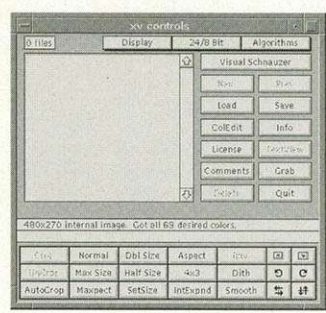 xv controls
0 files
Display 24/8 Bit Algorithms
Visual Schnauzer
Next Prev
Load Save
ColEdit Info
License TextView
Comments Grab
Delete Quit
480x270 internal image. Got all 69 desired colors.
Crop Normal Dbl Size Aspect
UnCrop Max Size Half Size 4x3 Dith
AutoCrop Maxpect SetSize IntExpnd Smooth